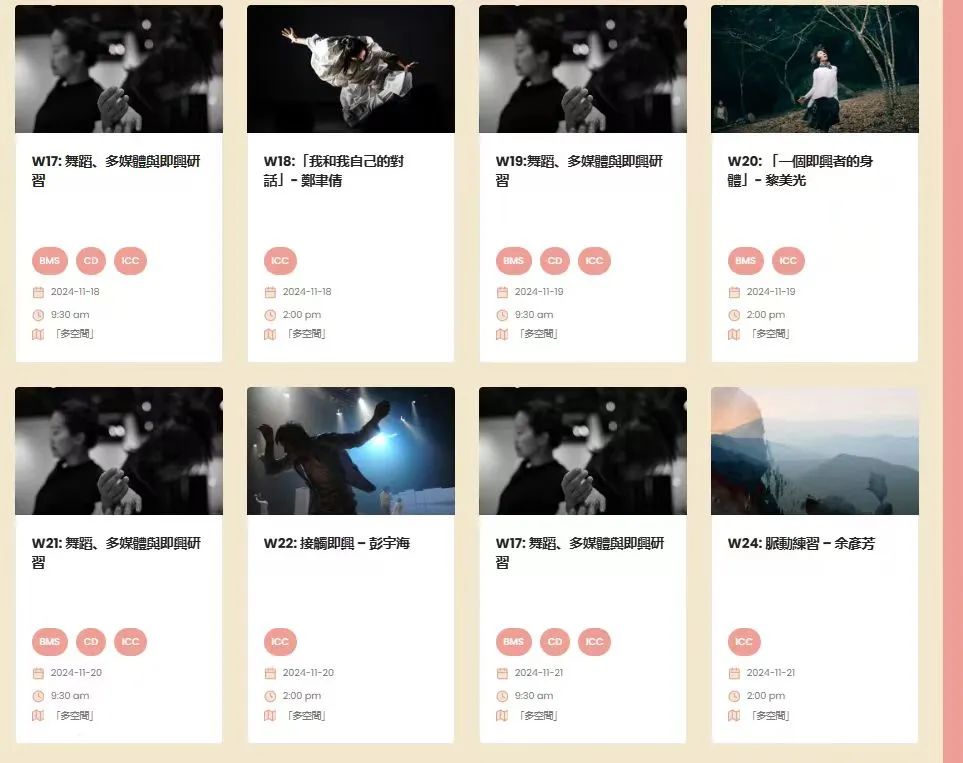 W17: 舞蹈、多媒體與即興研
習
BMS CD ICC
2024-11-18
9:30 am
「多空間」
W18:「我和我自己的對
話」- 鄭聿倩
ICC
2024-11-18
2:00 pm
「多空間」
W19:舞蹈、多媒體與即興研
習
BMS CD ICC
2024-11-19
9:30 am
「多空間」
W20: 「一個即興者的身
體」- 黎美光
BMS ICC
2024-11-19
2:00 pm
「多空間」
W21: 舞蹈、多媒體與即興研
習
BMS CD ICC
2024-11-20
9:30 am
「多空間」
W22: 接觸即興 – 彭宇海
ICC
2024-11-20
2:00 pm
「多空間」
W17: 舞蹈、多媒體與即興研
習
BMS CD ICC
2024-11-21
9:30 am
「多空間」
W24: 脈動練習 – 余彥芳
ICC
2024-11-21
2:00 pm
「多空間」